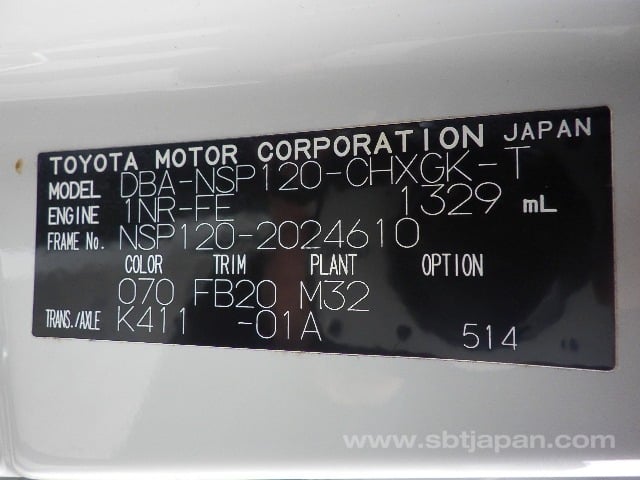 TOYOTA MOTOR CORPORATION JAPAN
MODEL DBA-NSP120-CHXGK-T
ENGINE 1NR-FE 1329 mL
FRAME No. NSP120-2024610
COLOR TRIM PLANT OPTION
070 FB20 M32
TRANS./AXLE K411 -01A
514
www.sbtjapan.com